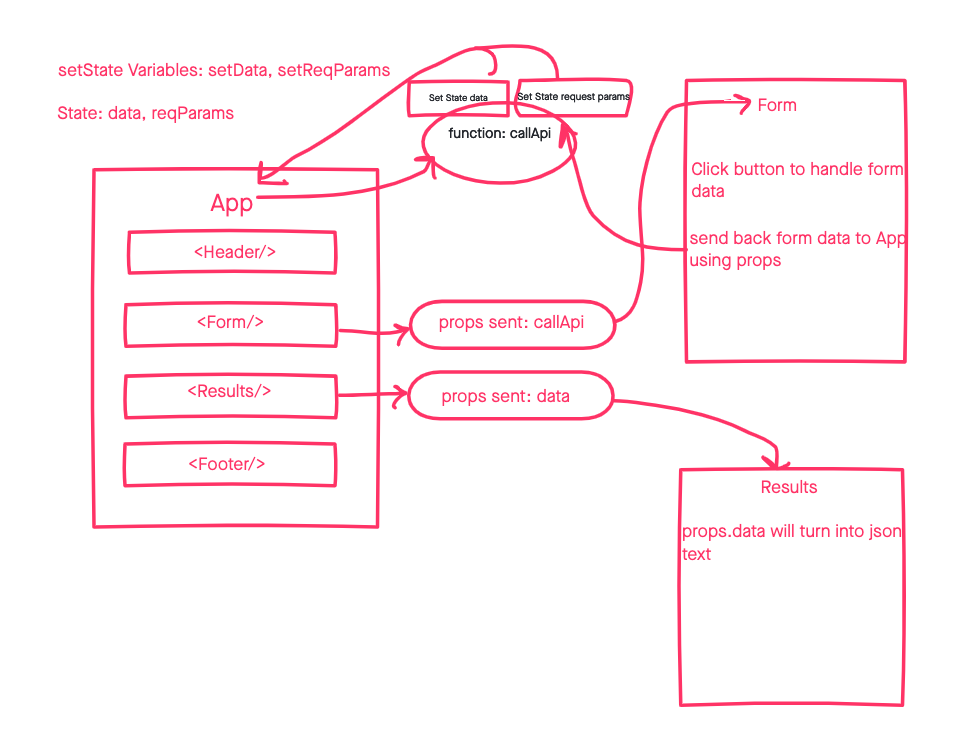 setState Variables: setData, setReqParams
State: data, reqParams
Set State data
Set State request params
function: callApi
App
<Header/>
<Form/>
<Results/>
<Footer/>
props sent: callApi
props sent: data
Form
Click button to handle form
data
send back form data to App
using props
Results
props.data will turn into json
text